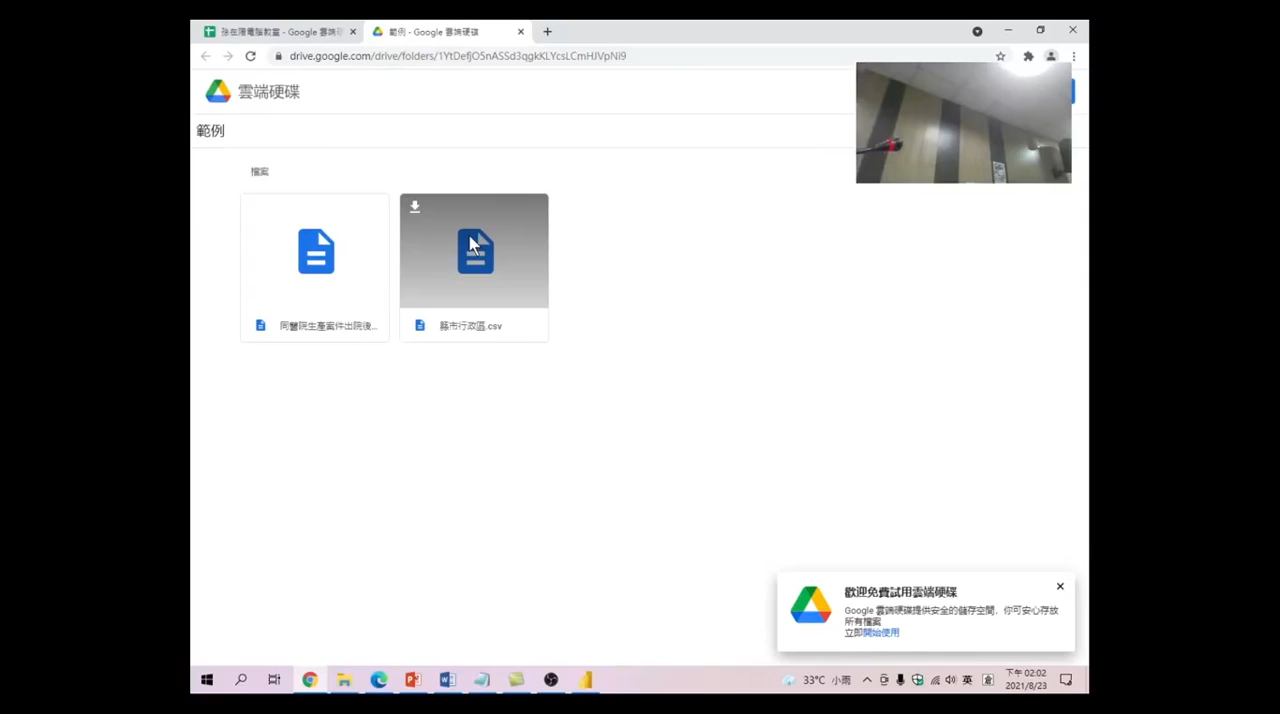 孫在陽電腦教室 - Google 雲端硬
範例 - Google 雲端硬碟
drive.google.com/drive/folders/1YtDefjO5nASSd3qgkKLYcsLCmHJVpNi9
雲端硬碟
範例
檔案
同醫院生產案件出院後...
縣市行政區.csv
歡迎免費試用雲端硬碟
Google 雲端硬碟提供安全的儲存空間，你可安心存放
所有檔案
立即開始使用
33°C 小雨
英
下午 02:02
2021/8/23